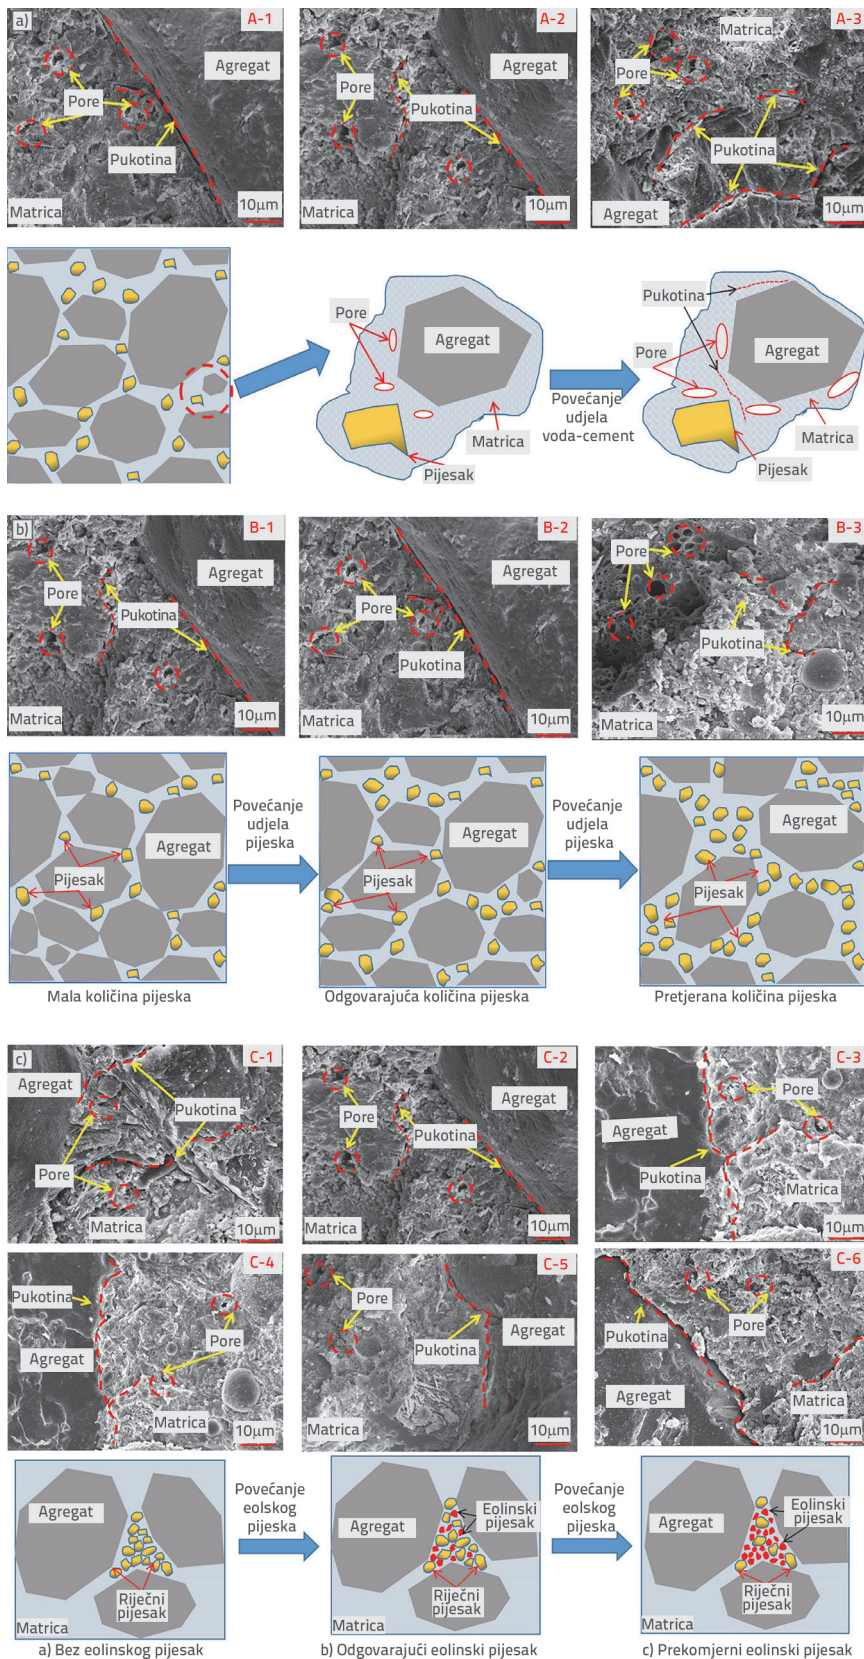 a)
A-1
Agregat
Pore
Pukotina
Matrica
10μm
A-2
Agregat
Pore
Pukotina
Matrica
10μm
A-3
Matrica
Pore
Pukotina
Agregat
10μm
Pore
Agregat
Matrica
Pijesak
Povećanje
udjela
voda-cement
Pukotina
Pore
Agregat
Matrica
Pijesak
b)
B-1
Agregat
Pore
Pukotina
Matrica
10μm
B-2
Agregat
Pore
Pukotina
Matrica
10μm
B-3
Pore
Pukotina
Matrica
10μm
Agregat
Pijesak
Mala količina pijeska
Povećanje
udjela
pijeska
Agregat
Pijesak
Odgovarajuća količina pijeska
Povećanje
udjela
pijeska
Agregat
Pijesak
Pretjerana količina pijeska
c)
C-1
Agregat
Pukotina
Pore
Matrica
10μm
C-2
Agregat
Pore
Pukotina
Matrica
10μm
C-3
Pore
Agregat
Pukotina
Matrica
10μm
C-4
Pukotina
Pore
Agregat
Matrica
10μm
C-5
Pore
Agregat
Pukotina
Matrica
10μm
C-6
Pukotina
Pore
Agregat
Matrica
10μm
Agregat
Riječni
pijesak
Matrica
a) Bez eolinskog pijesak
Povećanje
eolskog
pijeska
Eolinski
pijesak
Agregat
Riječni
pijesak
Matrica
b) Odgovarajući eolinski pijesak
Povećanje
eolskog
pijeska
Eolinski
pijesak
Agregat
Riječni
pijesak
Matrica
c) Prekomjerni eolinski pijesak